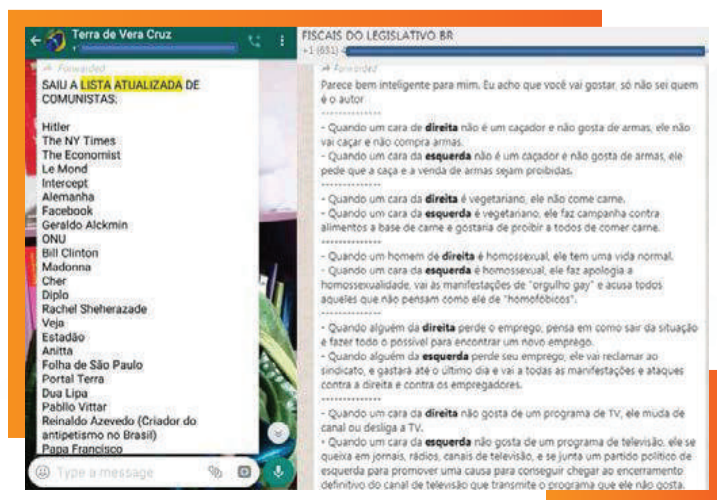 Terra de Vera Cruz
Forwarded
SAIU A LISTA ATUALIZADA DE
COMUNISTAS:
Hitler
The NY Times
The Economist
Le Mond
Intercept
Alemanha
Facebook
Geraldo Alckmin
ONU
Bill Clinton
Madonna
Cher
Diplo
Rachel Sheherazade
Veja
Estadão
Anitta
Folha de São Paulo
Portal Terra
Dua Lipa
Pabllo Vittar
Reinaldo Azevedo (Criador do
antipetismo no Brasil)
Papa Francisco
Type a message
FISCAIS DO LEGISLATIVO BR
+1 (631)
Forwarded
Parece bem inteligente para mim. Eu acho que você vai gostar, só não sei quem
é o autor
--------------
- Quando um cara de direita não é um caçador e não gosta de armas, ele não
vai caçar e não compra armas.
- Quando um cara da esquerda não é um caçador e não gosta de armas, ele
pede que a caça e a venda de armas sejam proibidas.
--------------
- Quando um cara da direita é vegetariano, ele não come carne.
- Quando um cara da esquerda é vegetariano, ele faz campanha contra
alimentos a base de carne e gostaria de proibir a todos de comer carne.
--------------
- Quando um homem de direita é homossexual, ele tem uma vida normal.
- Quando um cara da esquerda é homossexual, ele faz apologia a
homossexualidade, vai às manifestações de "orgulho gay" e acusa todos
aqueles que não pensam como ele de "homofóbicos".
--------------
- Quando alguém da direita perde o emprego, pensa em como sair da situação
e fazer todo o possível para encontrar um novo emprego.
- Quando alguém da esquerda perde seu emprego, ele vai reclamar ao
sindicato, e gastará até o último dia e vai a todas as manifestações e ataques
contra a direita e contra os empregadores.
--------------
- Quando um cara da direita não gosta de um programa de TV, ele muda de
canal ou desliga a TV.
- Quando um cara da esquerda não gosta de um programa de televisão, ele se
queixa em jornais, rádios, canais de televisão, e se junta um partido político de
esquerda para promover uma causa para conseguir chegar ao encerramento
definitivo do canal de televisão que transmite o programa que ele não gosta.